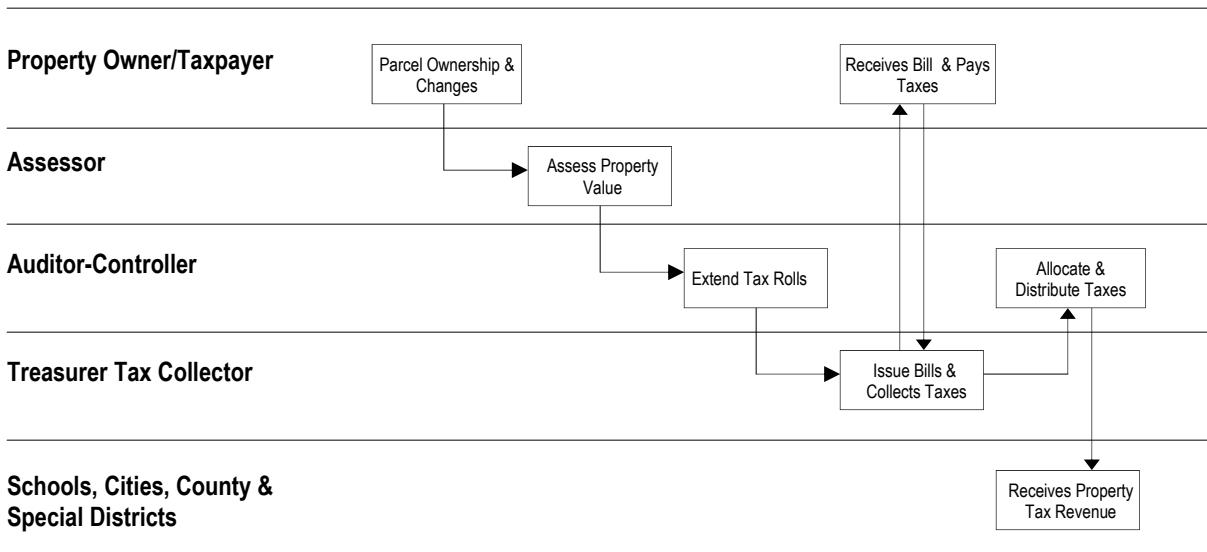 Property Owner/Taxpayer
Parcel Ownership &
Changes
Receives Bill & Pays
Taxes
Assessor
Assess Property
Value
Auditor-Controller
Extend Tax Rolls
Allocate &
Distribute Taxes
Treasurer Tax Collector
Issue Bills &
Collects Taxes
Schools, Cities, County &
Special Districts
Receives Property
Tax Revenue